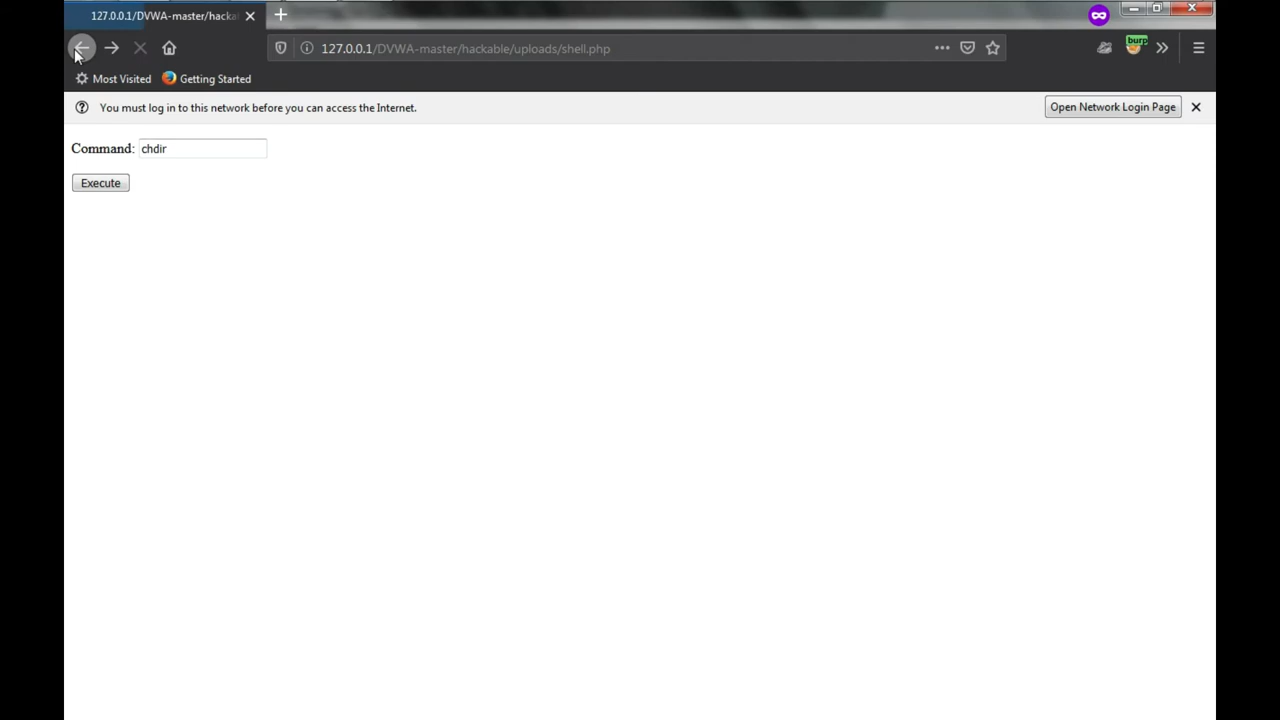 127.0.0.1/DVWA-master/hacka
127.0.0.1/DVWA-master/hackable/uploads/shell.php
burp
Most Visited
Getting Started
You must log in to this network before you can access the Internet.
Open Network Login Page
Command: chdir
Execute